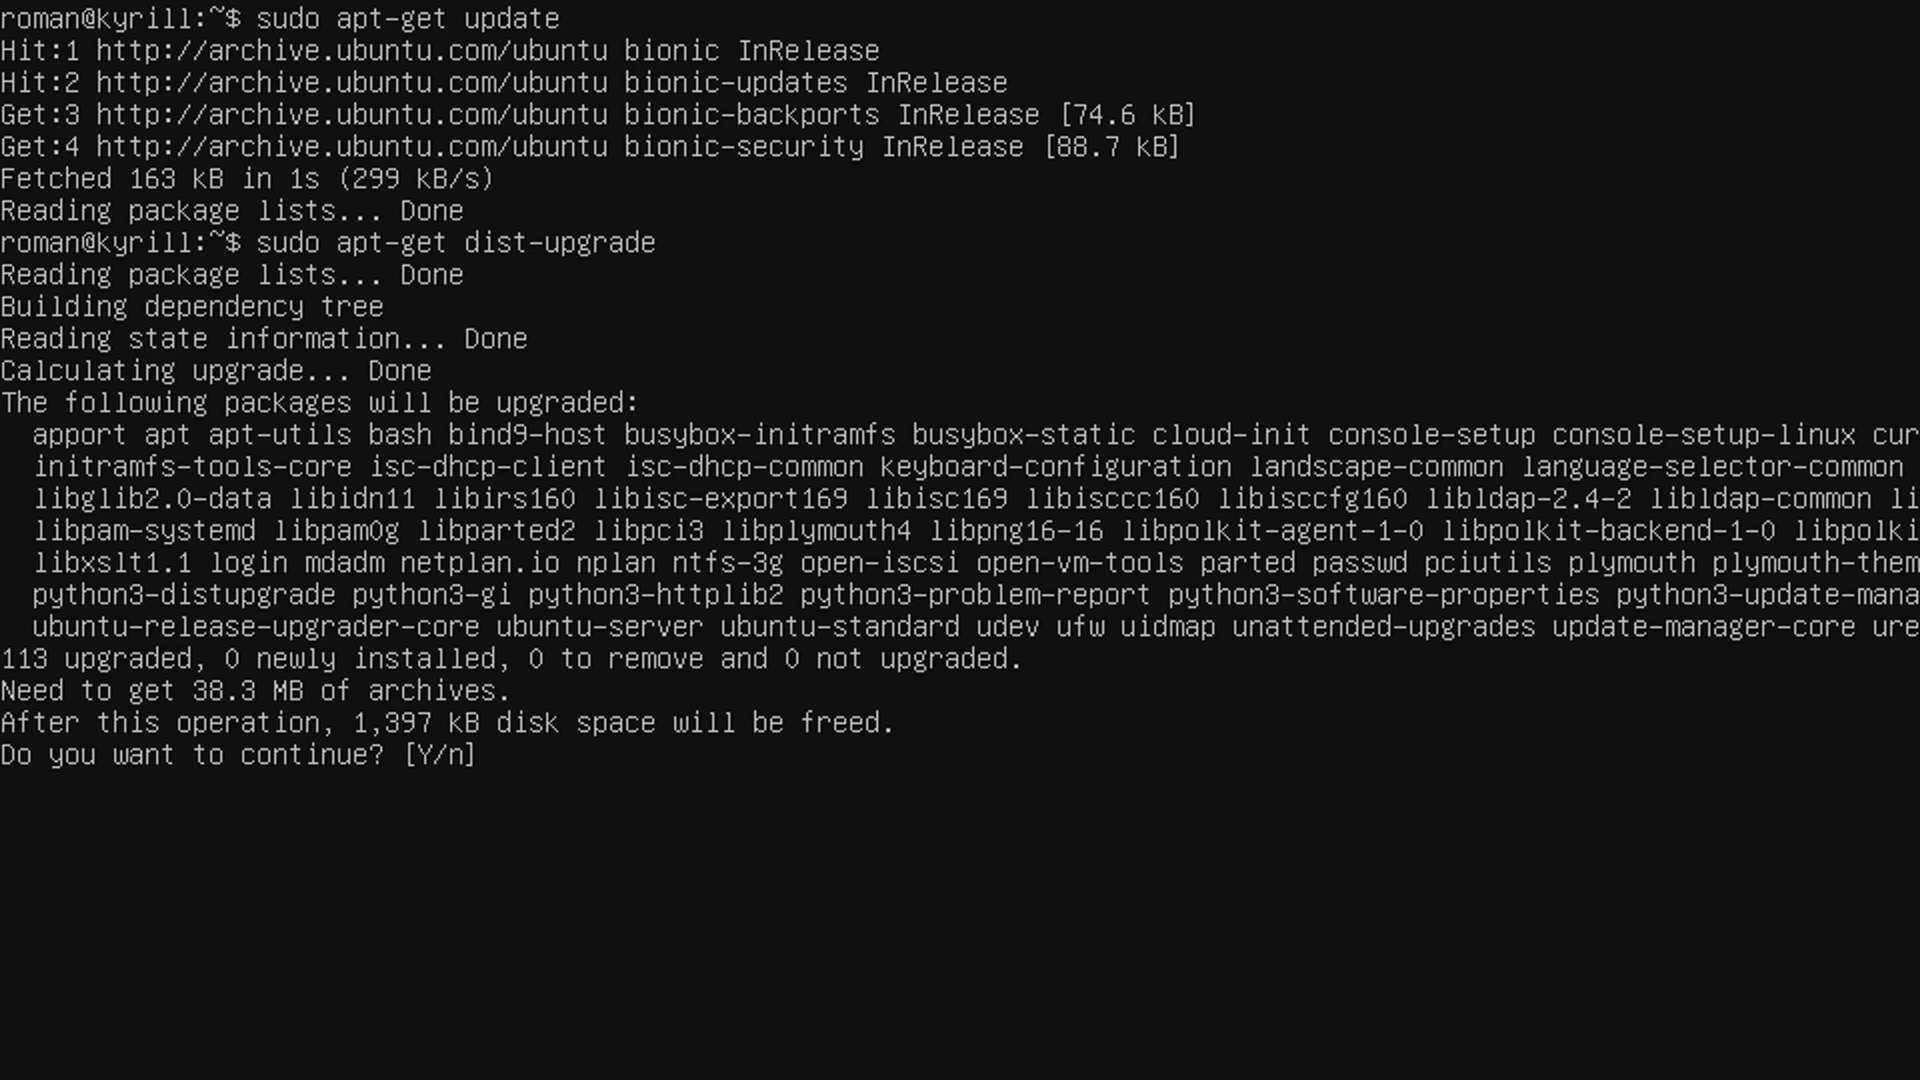 roman@kyrill:~$ sudo apt-get update
Hit:1 http://archive.ubuntu.com/ubuntu bionic InRelease
Hit:2 http://archive.ubuntu.com/ubuntu bionic-updates InRelease
Get:3 http://archive.ubuntu.com/ubuntu bionic-backports InRelease [74.6 kB]
Get:4 http://archive.ubuntu.com/ubuntu bionic-security InRelease [88.7 kB]
Fetched 163 kB in 1s (299 kB/s)
Reading package lists... Done
roman@kyrill:~$ sudo apt-get dist-upgrade
Reading package lists... Done
Building dependency tree
Reading state information... Done
Calculating upgrade... Done
The following packages will be upgraded:
  apport apt apt-utils bash bind9-host busybox-initramfs busybox-static cloud-init console-setup console-setup-linux cur
  initramfs-tools-core isc-dhcp-client isc-dhcp-common keyboard-configuration landscape-common language-selector-common
  libglib2.0-data libidn11 libirs160 libisc-export169 libisc169 libisccc160 libisccfg160 libldap-2.4-2 libldap-common li
  libpam-systemd libpam0g libparted2 libpci3 libplymouth4 libpng16-16 libpolkit-agent-1-0 libpolkit-backend-1-0 libpolki
  libxslt1.1 login mdadm netplan.io nplan ntfs-3g open-iscsi open-vm-tools parted passwd pciutils plymouth plymouth-them
  python3-distupgrade python3-gi python3-httplib2 python3-problem-report python3-software-properties python3-update-mana
  ubuntu-release-upgrader-core ubuntu-server ubuntu-standard udev ufw uidmap unattended-upgrades update-manager-core ure
113 upgraded, 0 newly installed, 0 to remove and 0 not upgraded.
Need to get 38.3 MB of archives.
After this operation, 1,397 kB disk space will be freed.
Do you want to continue? [Y/n]